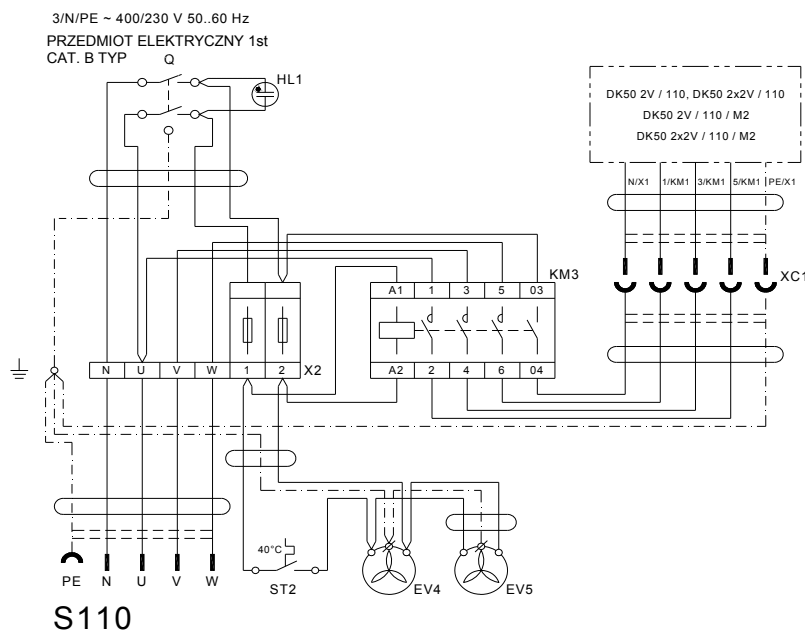 3/N/PE ~ 400/230 V 50..60 Hz
PRZEDMIOT ELEKTRYCZNY 1st
CAT. B TYP
Q
HL1
DK50 2V / 110, DK50 2x2V / 110
DK50 2V / 110 / M2
DK50 2x2V / 110 / M2
N/X1 1/KM1 3/KM1 5/KM1 PE/X1
XC1
KM3
A1 1 3 5 03
A2 2 4 6 04
N U V W 1 2 X2
40°C
ST2
EV4
EV5
PE N U V W
S110